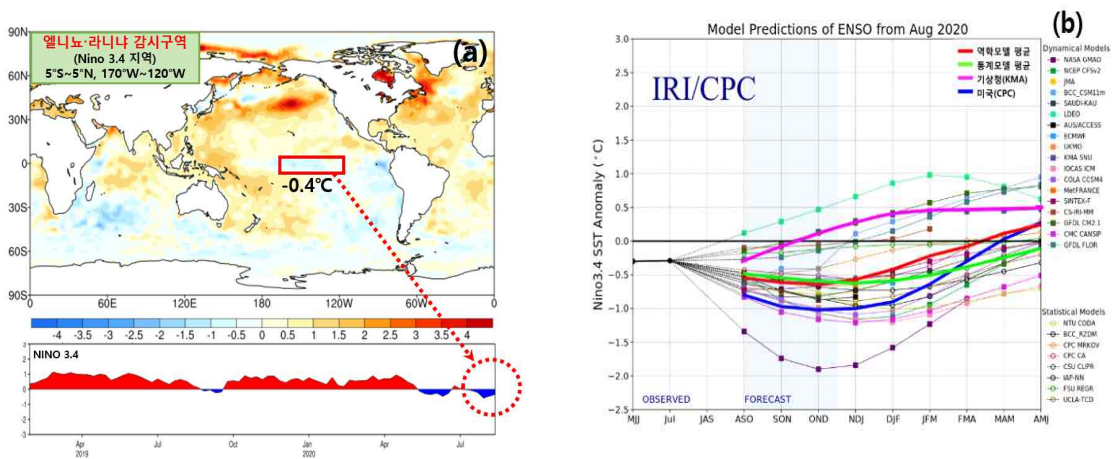 엘니뇨·라니냐 감시구역
(Nino 3.4 지역)
5°S~5°N, 170°W~120°W
(a)
90N
60N
30N
0
30S
60S
90S
0 60E 120E 180 120W 60W 0
-0.4℃
-4 -3.5 -3 -2.5 -2 -1.5 -1 -0.5 0 0.5 1 1.5 2 2.5 3 3.5 4
NINO 3.4
3
2
1
0
-1
-2
-3
Apr Jul Oct Jan Apr Jul
2019 2020
(b)
Model Predictions of ENSO from Aug 2020
IRI/CPC
역학모델 평균
통계모델 평균
기상청(KMA)
미국(CPC)
Nino3.4 SST Anomaly (°C)
3.0
2.5
2.0
1.5
1.0
0.5
0.0
−0.5
−1.0
−1.5
−2.0
−2.5
OBSERVED FORECAST
MJJ Jul JAS ASO SON OND NDJ DJF JFM FMA MAM AMJ
Dynamical Models
NASA GMAO
NCEP CFSv2
JMA
BCC_CSM11m
SAUDI-KAU
LDEO
AUS/ACCESS
ECMWF
UKMO
KMA SNU
IOCAS ICM
COLA CCSM4
MetFRANCE
SINTEX-F
CS-IRI-MM
GFDL CM2.1
CMC CANSIP
GFDL FLOR
Statistical Models
NTU CODA
BCC_RZDM
CPC MRKOV
CPC CA
CSU CLIPR
IAP-NN
FSU REGR
UCLA-TCD